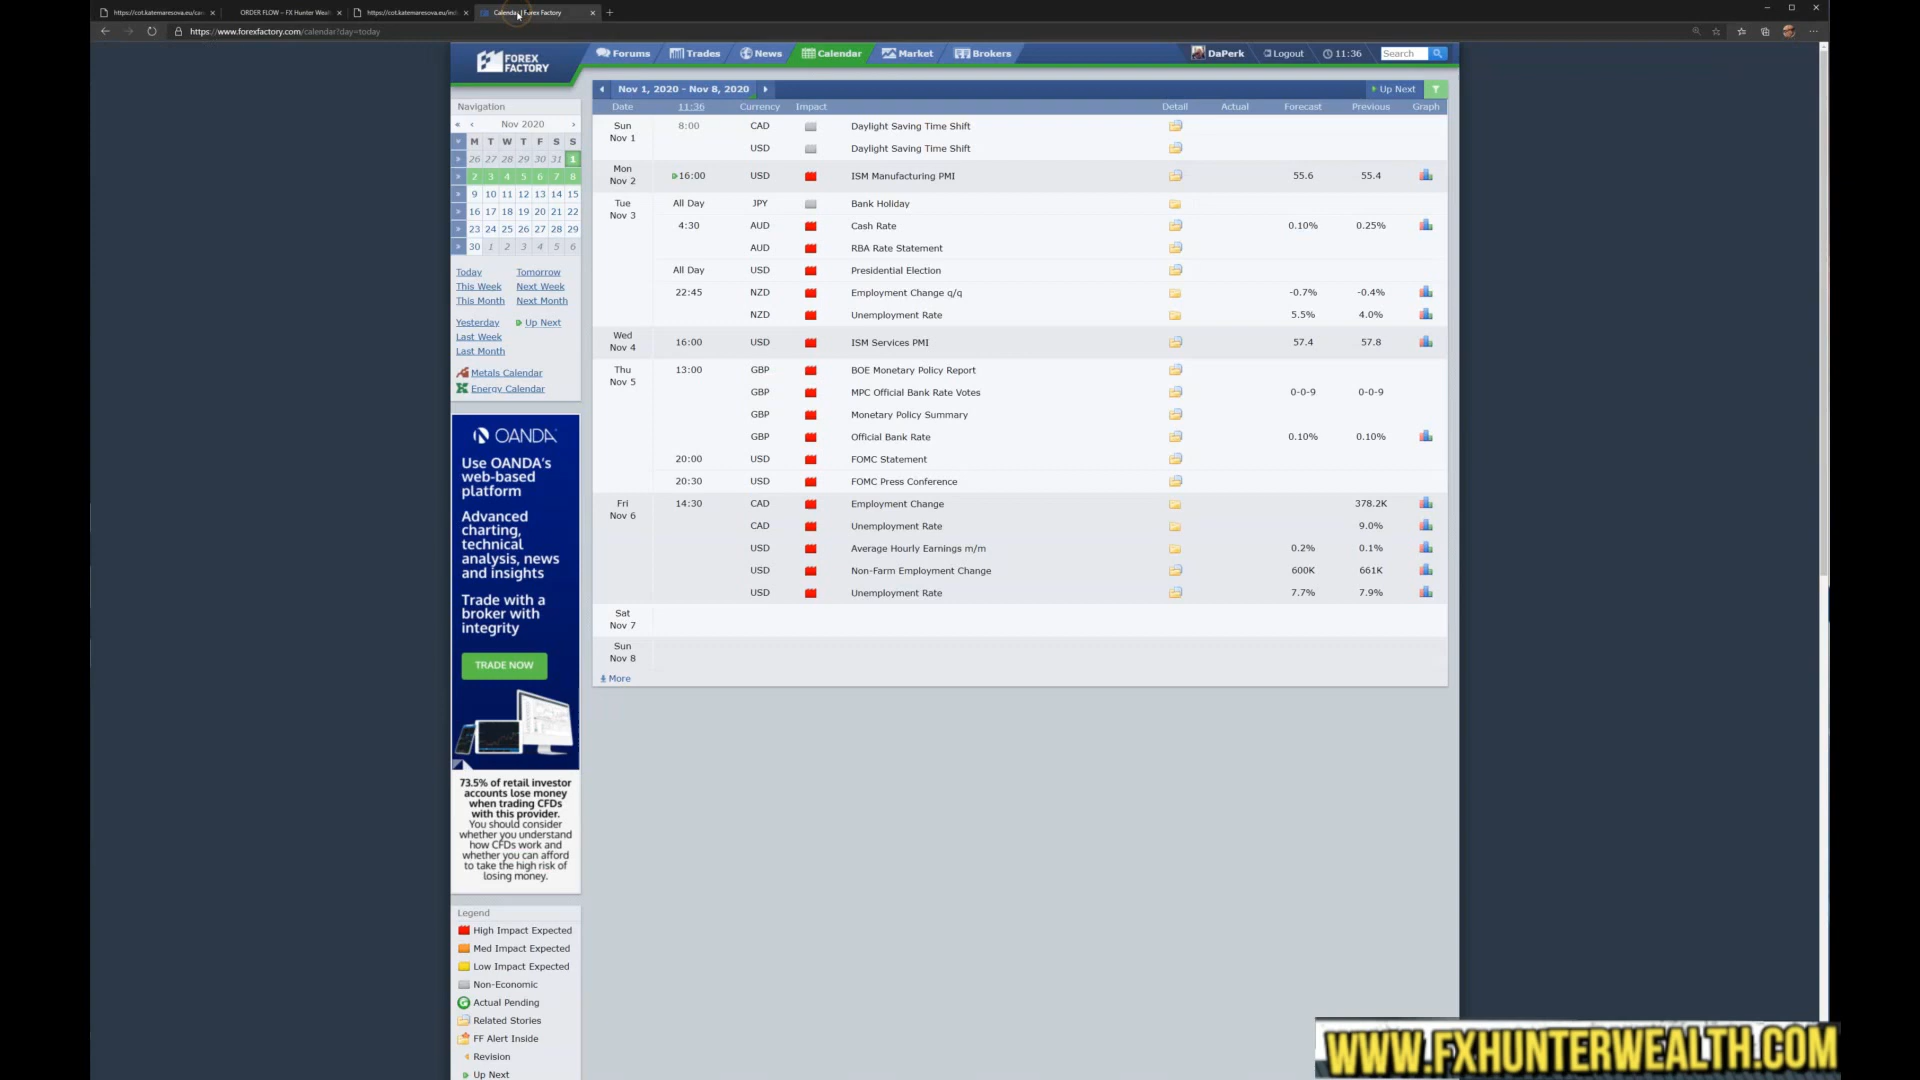 https://cot.katemaresova.eu/ca
ORDER FLOW – FX Hunter Weal
https://cot.katemaresova.eu/ind
Calendar | Forex Factory
https://www.forexfactory.com/calendar?day=today
FOREX FACTORY
Forums Trades News Calendar Market Brokers DaPerk Logout 11:36 Search
Navigation
Nov 2020
M T W T F S S
26 27 28 29 30 31 1
2 3 4 5 6 7 8
9 10 11 12 13 14 15
16 17 18 19 20 21 22
23 24 25 26 27 28 29
30 1 2 3 4 5 6
Today Tomorrow
This Week Next Week
This Month Next Month
Yesterday Up Next
Last Week
Last Month
Metals Calendar
Energy Calendar
OANDA
Use OANDA's
web-based
platform
Advanced
charting,
technical
analysis, news
and insights
Trade with a
broker with
integrity
TRADE NOW
73.5% of retail investor
accounts lose money
when trading CFDs
with this provider.
You should consider
whether you understand
how CFDs work and
whether you can afford
to take the high risk of
losing money.
Legend
High Impact Expected
Med Impact Expected
Low Impact Expected
Non-Economic
Actual Pending
Related Stories
FF Alert Inside
Revision
Up Next
Nov 1, 2020 - Nov 8, 2020 Up Next
Date 11:36 Currency Impact Detail Actual Forecast Previous Graph
Sun Nov 1 8:00 CAD Daylight Saving Time Shift
USD Daylight Saving Time Shift
Mon Nov 2 16:00 USD ISM Manufacturing PMI 55.6 55.4
Tue Nov 3 All Day JPY Bank Holiday
4:30 AUD Cash Rate 0.10% 0.25%
AUD RBA Rate Statement
All Day USD Presidential Election
22:45 NZD Employment Change q/q -0.7% -0.4%
NZD Unemployment Rate 5.5% 4.0%
Wed Nov 4 16:00 USD ISM Services PMI 57.4 57.8
Thu Nov 5 13:00 GBP BOE Monetary Policy Report
GBP MPC Official Bank Rate Votes 0-0-9 0-0-9
GBP Monetary Policy Summary
GBP Official Bank Rate 0.10% 0.10%
20:00 USD FOMC Statement
20:30 USD FOMC Press Conference
Fri Nov 6 14:30 CAD Employment Change 378.2K
CAD Unemployment Rate 9.0%
USD Average Hourly Earnings m/m 0.2% 0.1%
USD Non-Farm Employment Change 600K 661K
USD Unemployment Rate 7.7% 7.9%
Sat Nov 7
Sun Nov 8
More
WWW.FXHUNTERWEALTH.COM